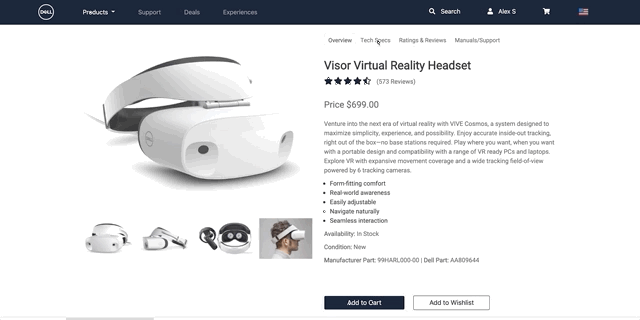 DELL
Products
Support
Deals
Experiences
Search
Alex S
Overview
Tech Specs
Ratings & Reviews
Manuals/Support
Visor Virtual Reality Headset
(573 Reviews)
Price $699.00
Venture into the next era of virtual reality with VIVE Cosmos, a system designed to
maximize simplicity, experience, and possibility. Enjoy accurate inside-out tracking,
right out of the box—no base stations required. Play where you want, when you want
with a portable design and compatibility with a range of VR ready PCs and laptops.
Explore VR with expansive movement coverage and a wide tracking field-of-view
powered by 6 tracking cameras.
Form-fitting comfort
Real-world awareness
Easily adjustable
Navigate naturally
Seamless interaction
Availability: In Stock
Condition: New
Manufacturer Part: 99HARL000-00 | Dell Part: AA809644
Add to Cart
Add to Wishlist